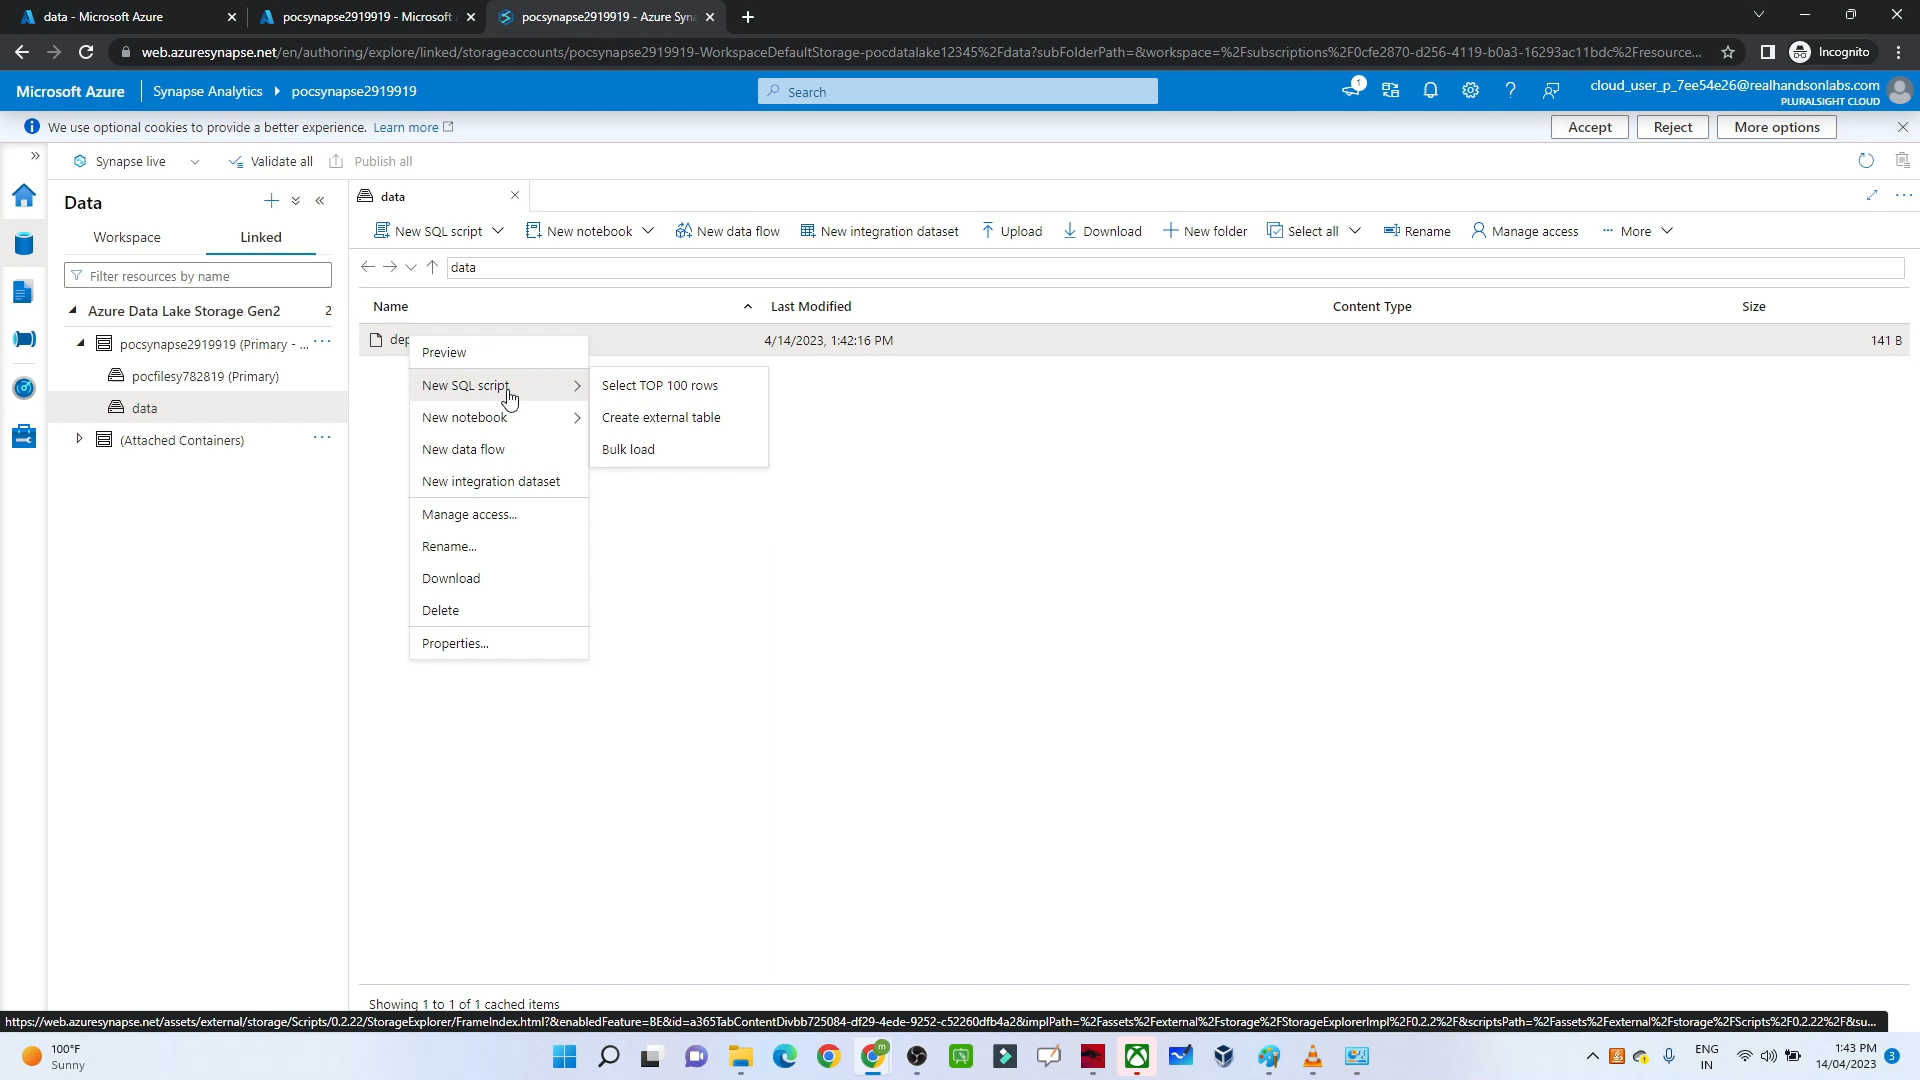 data - Microsoft Azure
pocsynapse2919919 - Microsoft
pocsynapse2919919 - Azure Syn
web.azuresynapse.net/en/authoring/explore/linked/storageaccounts/pocsynapse2919919-WorkspaceDefaultStorage-pocdatalake12345%2Fdata?subFolderPath=&workspace=%2Fsubscriptions%2F0cfe2870-d256-4119-b0a3-16293ac11bdc%2Fresource...
Incognito
Microsoft Azure
Synapse Analytics
pocsynapse2919919
Search
1
cloud_user_p_7ee54e26@realhandsonlabs.com
PLURALSIGHT CLOUD
We use optional cookies to provide a better experience. Learn more
Accept
Reject
More options
Synapse live
Validate all
Publish all
Data
Workspace
Linked
Filter resources by name
Azure Data Lake Storage Gen2 2
pocsynapse2919919 (Primary - ...
pocfilesy782819 (Primary)
data
(Attached Containers)
data
New SQL script
New notebook
New data flow
New integration dataset
Upload
Download
New folder
Select all
Rename
Manage access
More
data
Name
Last Modified
Content Type
Size
dep
4/14/2023, 1:42:16 PM
141 B
Preview
New SQL script
New notebook
New data flow
New integration dataset
Manage access...
Rename...
Download
Delete
Properties...
Select TOP 100 rows
Create external table
Bulk load
Showing 1 to 1 of 1 cached items
https://web.azuresynapse.net/assets/external/storage/Scripts/0.2.22/StorageExplorer/FrameIndex.html?&enabledFeature=BE&id=a365TabContentDivbb725084-df29-4ede-9252-c52260dfb4a2&implPath=%2Fassets%2Fexternal%2Fstorage%2FStorageExplorerImpl%2F0.2.2%2F&scriptsPath=%2Fassets%2Fexternal%2Fstorage%2FScripts%2F0.2.22%2F&su...
100°F
Sunny
m
ENG
IN
1:43 PM
14/04/2023
3